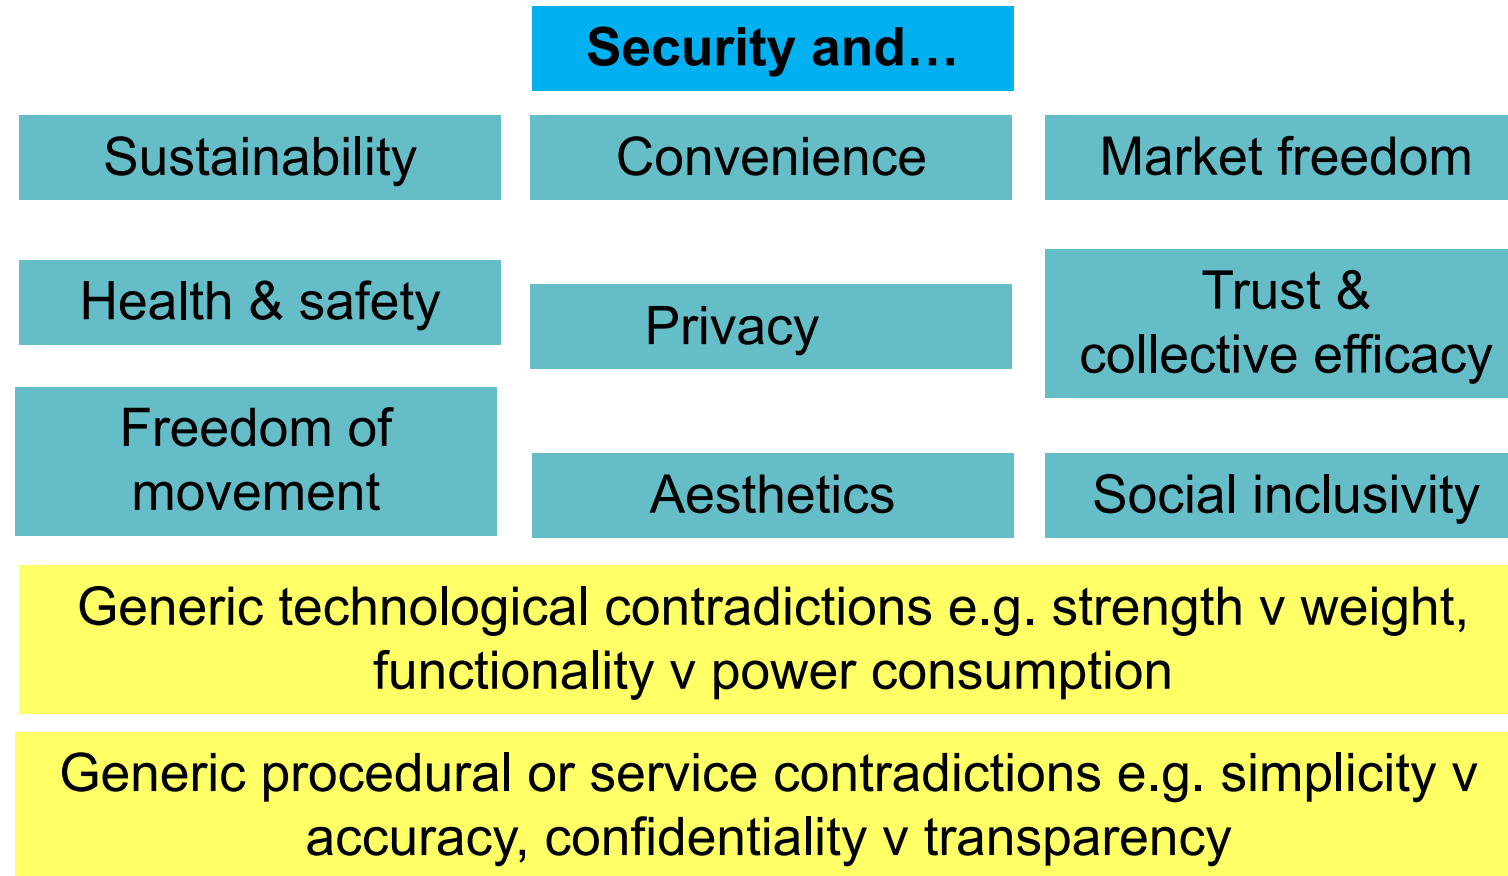 Security and…
Sustainability
Convenience
Market freedom
Health & safety
Privacy
Trust &
collective efficacy
Freedom of
movement
Aesthetics
Social inclusivity
Generic technological contradictions e.g. strength v weight,
functionality v power consumption
Generic procedural or service contradictions e.g. simplicity v
accuracy, confidentiality v transparency